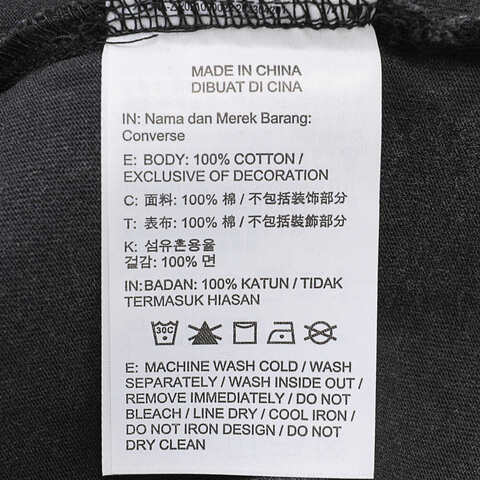 MADE IN CHINA
DIBUAT DI CINA
IN: Nama dan Merek Barang:
Converse
E: BODY: 100% COTTON /
EXCLUSIVE OF DECORATION
C: 面料: 100% 棉 / 不包括装饰部分
T: 表布: 100% 棉 / 不包括裝飾部分
K: 섬유혼용율
겉감: 100% 면
IN: BADAN: 100% KATUN / TIDAK
TERMASUK HIASAN
30C
E: MACHINE WASH COLD / WASH
SEPARATELY / WASH INSIDE OUT /
REMOVE IMMEDIATELY / DO NOT
BLEACH / LINE DRY / COOL IRON /
DO NOT IRON DESIGN / DO NOT
DRY CLEAN